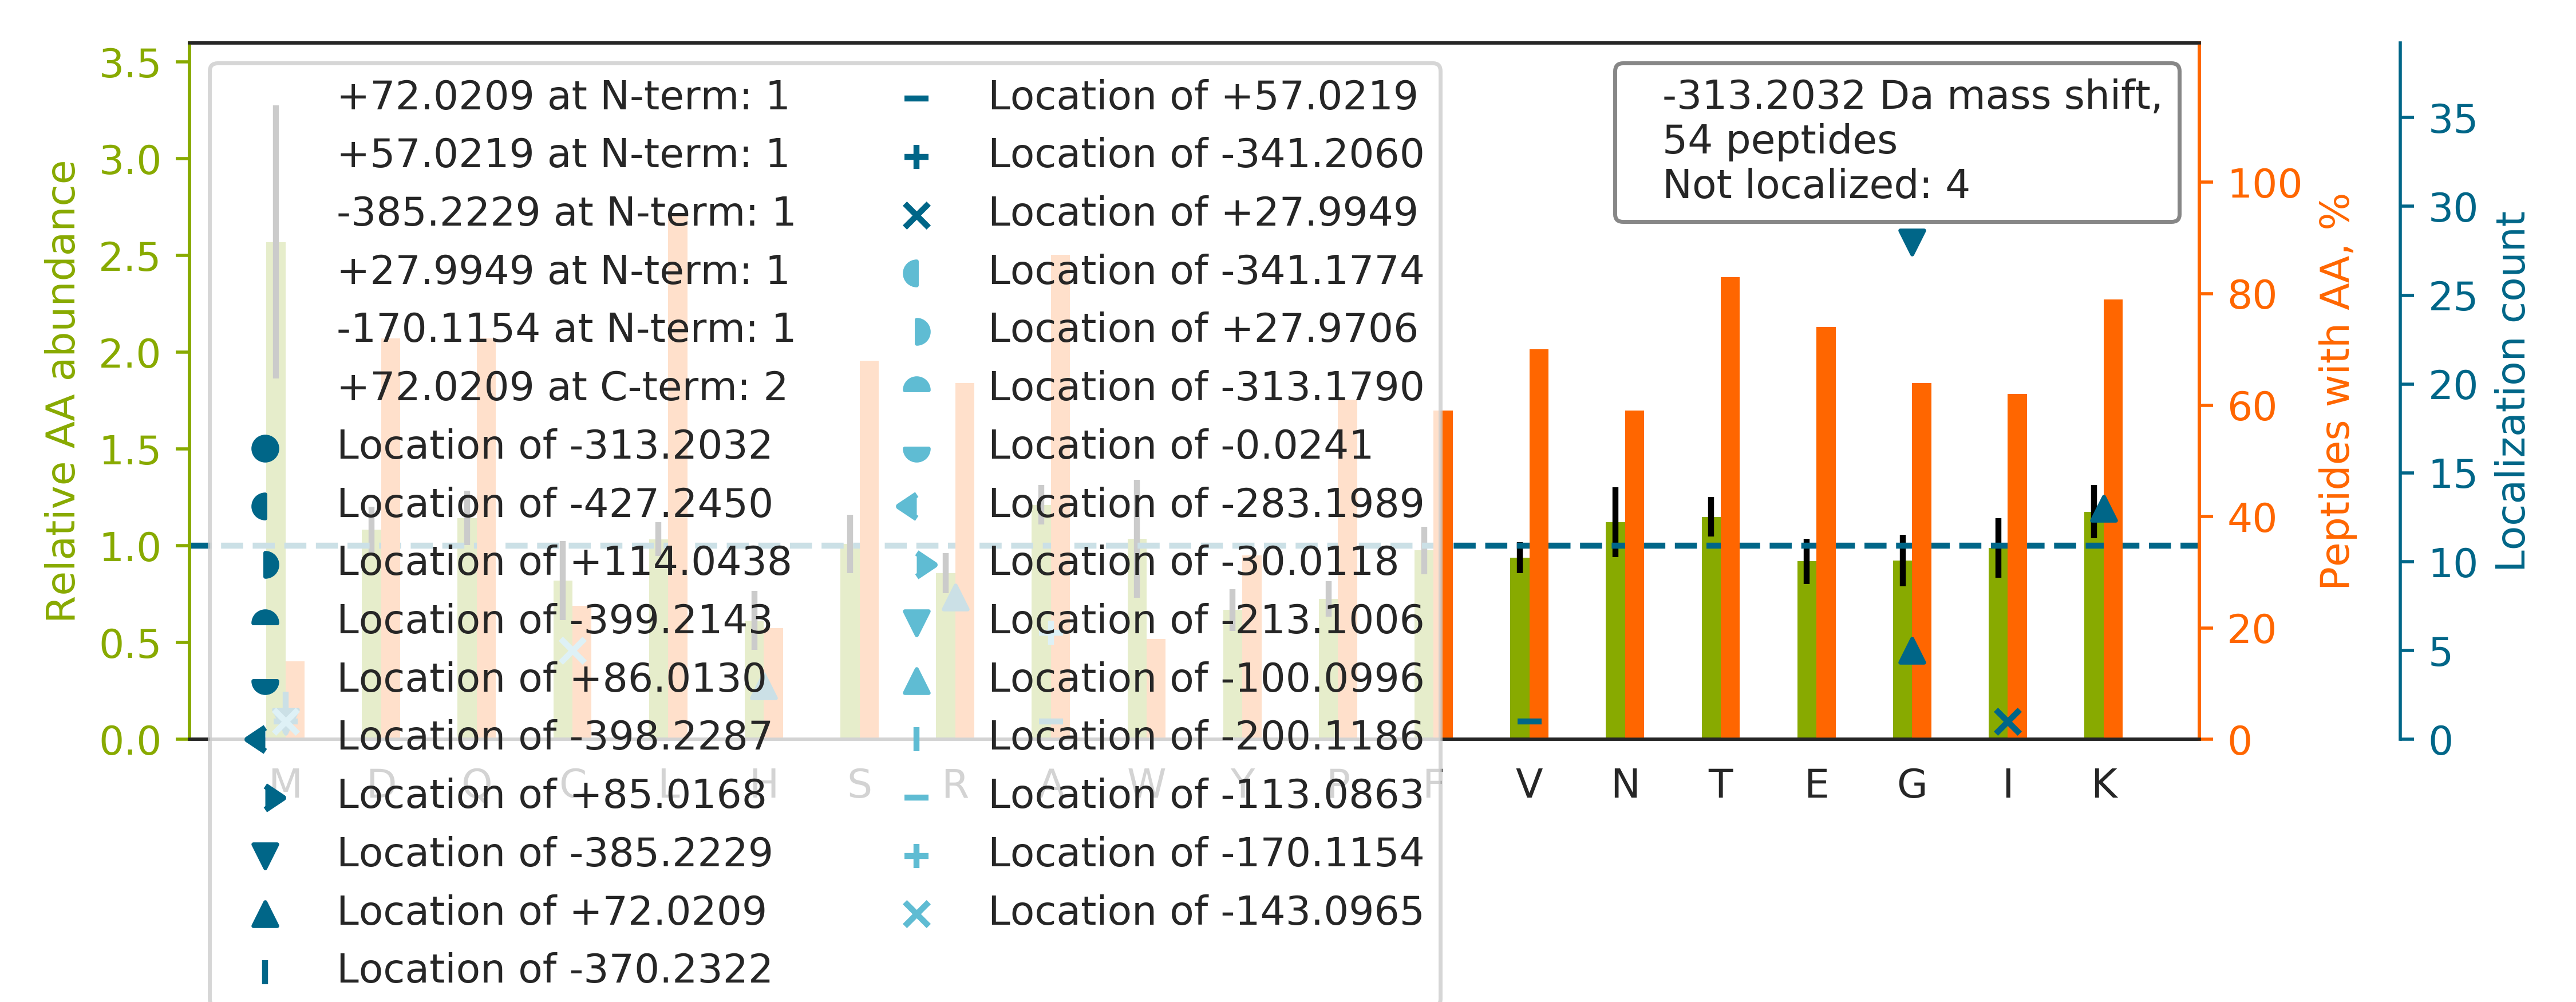 3.5
3.0
2.5
2.0
1.5
1.0
0.5
0.0
Relative AA abundance
+72.0209 at N-term: 1
+57.0219 at N-term: 1
-385.2229 at N-term: 1
+27.9949 at N-term: 1
-170.1154 at N-term: 1
+72.0209 at C-term: 2
Location of -313.2032
Location of -427.2450
Location of +114.0438
Location of -399.2143
Location of +86.0130
Location of -398.2287
Location of +85.0168
Location of -385.2229
Location of +72.0209
Location of -370.2322
Location of +57.0219
Location of -341.2060
Location of +27.9949
Location of -341.1774
Location of +27.9706
Location of -313.1790
Location of -0.0241
Location of -283.1989
Location of -30.0118
Location of -213.1006
Location of -100.0996
Location of -200.1186
Location of -113.0863
Location of -170.1154
Location of -143.0965
-313.2032 Da mass shift,
54 peptides
Not localized: 4
M D Q C L H S R A W Y P F V N T E G I K
100
80
60
40
20
0
Peptides with AA, %
35
30
25
20
15
10
5
0
Localization count